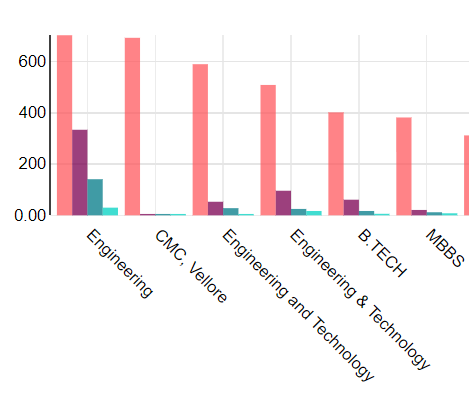 600
400
200
0.00
Engineering
CMC, Vellore
Engineering and Technology
Engineering & Technology
B.TECH
MBBS